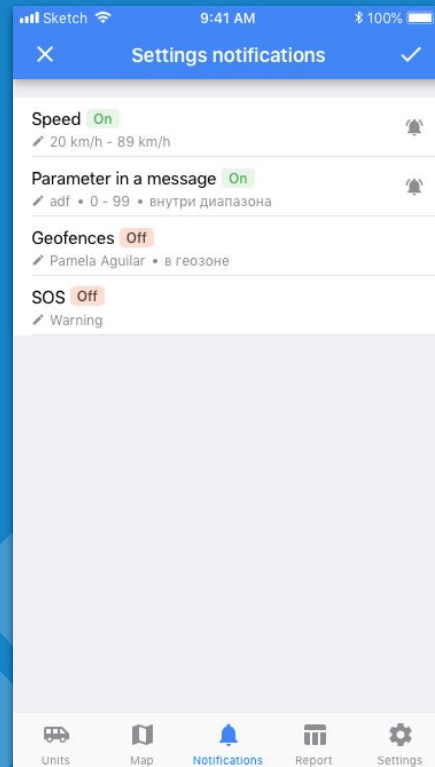 Sketch 9:41 AM 100%
Settings notifications
Speed On
20 km/h - 89 km/h
Parameter in a message On
adf • 0 - 99 • внутри диапазона
Geofences Off
Pamela Aguilar • в геозоне
SOS Off
Warning
Units Map Notifications Report Settings